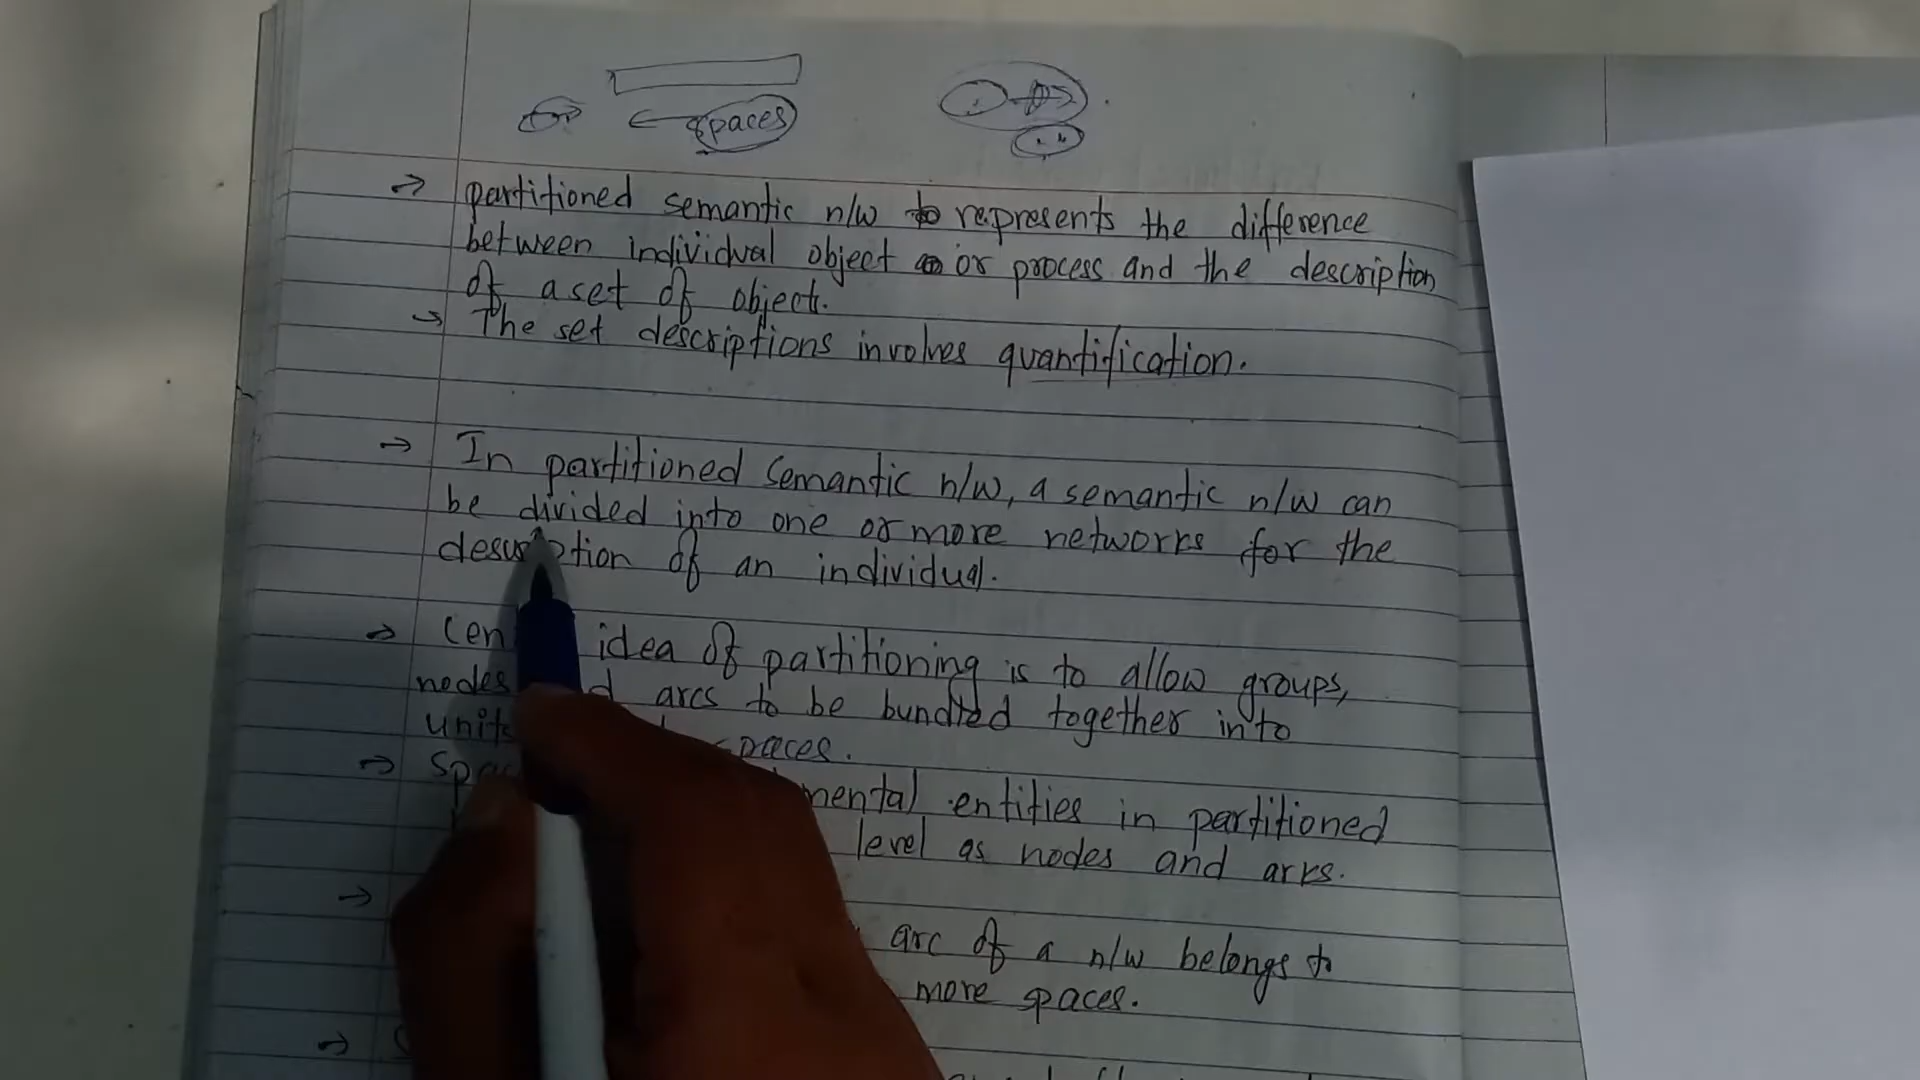 spaces
→ partitioned semantic n/w to represents the difference
between individual object or process and the description
of a set of object.
→ The set descriptions involves quantification.
→ In partitioned semantic n/w, a semantic n/w can
be divided into one or more networks for the
description of an individual.
→ idea of partitioning is to allow groups,
nodes arcs to be bundled together into
units spaces.
→ entities in partitioned
level as nodes and arks.
→
arc of a n/w belongs to
more spaces.
→